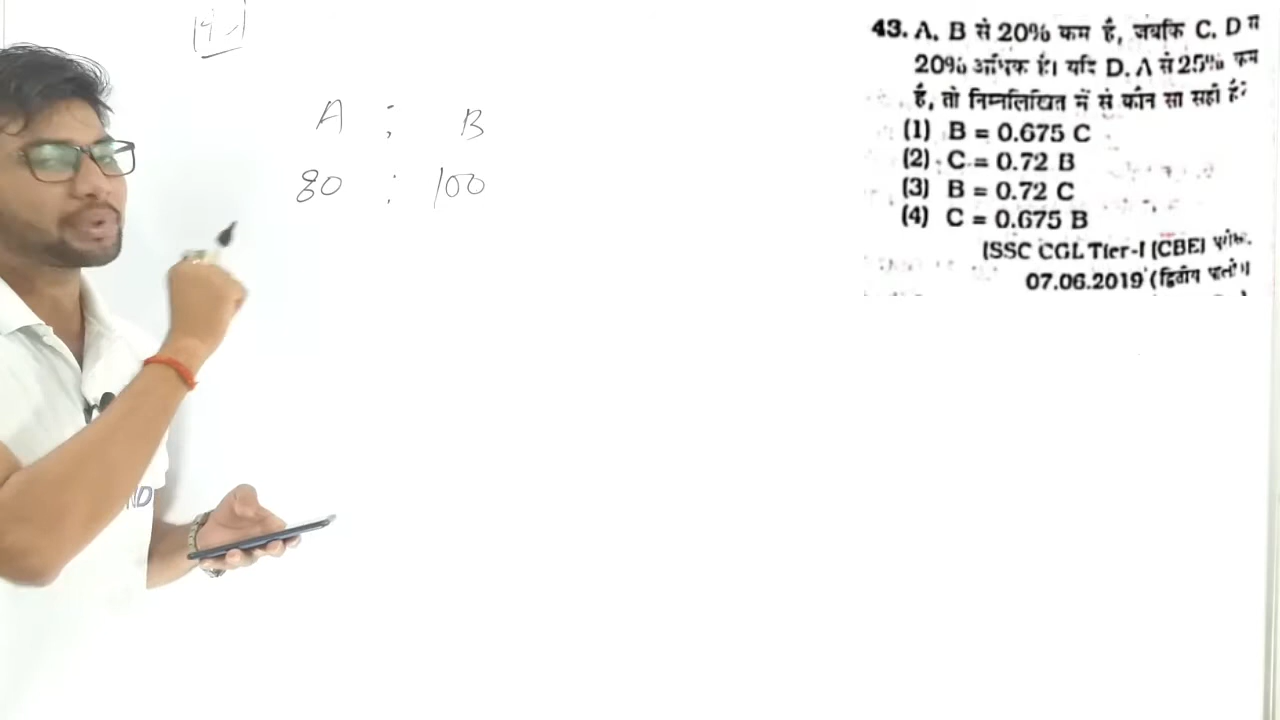 A : B
80 : 100
43. A, B से 20% कम है, जबकि C, D से
20% अधिक है। यदि D, A से 25% कम
है, तो निम्नलिखित में से कौन सा सही है?
(1) B = 0.675 C
(2) C = 0.72 B
(3) B = 0.72 C
(4) C = 0.675 B
(SSC CGL Tier-I (CBE) परीक्षा.
07.06.2019 (द्वितीय पाली))
ND